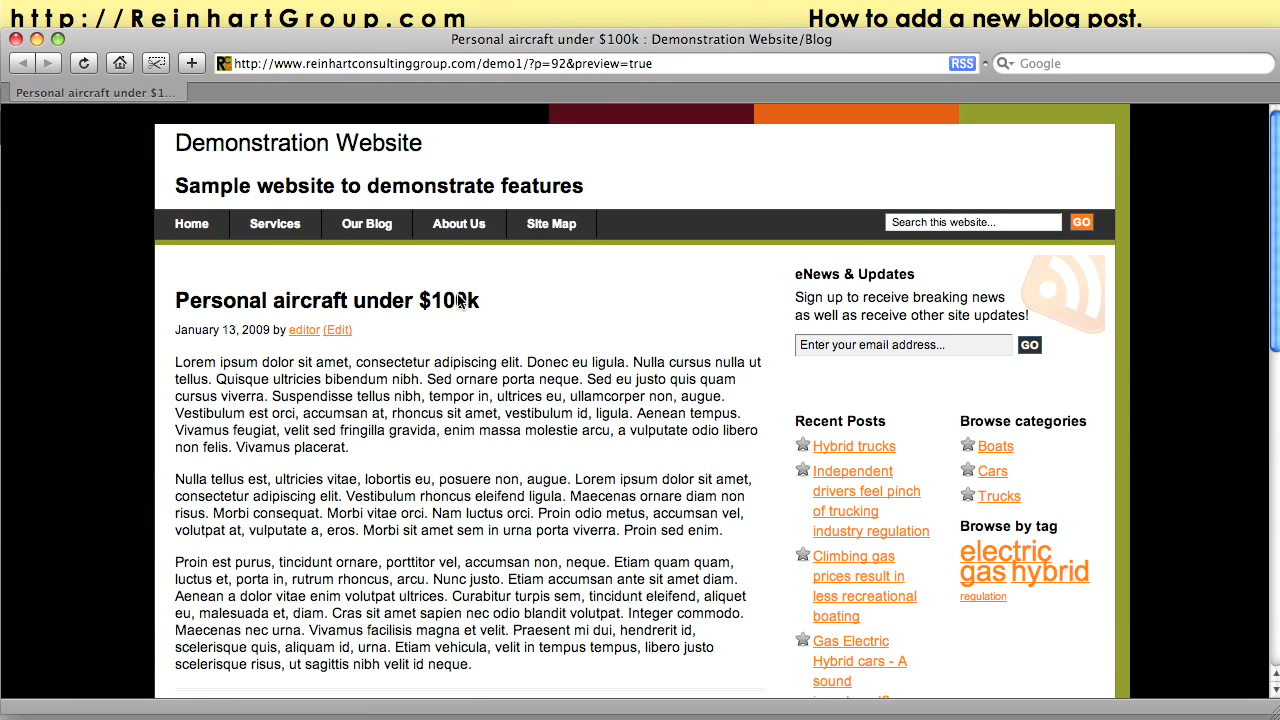 http://ReinhartGroup.com
How to add a new blog post.
Personal aircraft under $100k : Demonstration Website/Blog
http://www.reinhartconsultinggroup.com/demo1/?p=92&preview=true
RSS
Google
Personal aircraft under $1...
Demonstration Website
Sample website to demonstrate features
Home
Services
Our Blog
About Us
Site Map
Search this website...
GO
Personal aircraft under $100k
January 13, 2009 by editor (Edit)
Lorem ipsum dolor sit amet, consectetur adipiscing elit. Donec eu ligula. Nulla cursus nulla ut
tellus. Quisque ultricies bibendum nibh. Sed ornare porta neque. Sed eu justo quis quam
cursus viverra. Suspendisse tellus nibh, tempor in, ultrices eu, ullamcorper non, augue.
Vestibulum est orci, accumsan at, rhoncus sit amet, vestibulum id, ligula. Aenean tempus.
Vivamus feugiat, velit sed fringilla gravida, enim massa molestie arcu, a vulputate odio libero
non felis. Vivamus placerat.
Nulla tellus est, ultricies vitae, lobortis eu, posuere non, augue. Lorem ipsum dolor sit amet,
consectetur adipiscing elit. Vestibulum rhoncus eleifend ligula. Maecenas ornare diam non
risus. Morbi consequat. Morbi vitae orci. Nam luctus orci. Proin odio metus, accumsan vel,
volutpat at, vulputate a, eros. Morbi sit amet sem in urna porta viverra. Proin sed enim.
Proin est purus, tincidunt ornare, porttitor vel, accumsan non, neque. Etiam quam quam,
luctus et, porta in, rutrum rhoncus, arcu. Nunc justo. Etiam accumsan ante sit amet diam.
Aenean a dolor vitae enim volutpat ultrices. Curabitur turpis sem, tincidunt eleifend, aliquet
eu, malesuada et, diam. Cras sit amet sapien nec odio blandit volutpat. Integer commodo.
Maecenas nec urna. Vivamus facilisis magna et velit. Praesent mi dui, hendrerit id,
scelerisque quis, aliquam id, urna. Etiam vehicula, velit in tempus tempus, libero justo
scelerisque risus, ut sagittis nibh velit id neque.
eNews & Updates
Sign up to receive breaking news
as well as receive other site updates!
Enter your email address...
GO
Recent Posts
Hybrid trucks
Independent
drivers feel pinch
of trucking
industry regulation
Climbing gas
prices result in
less recreational
boating
Gas Electric
Hybrid cars - A
sound
Browse categories
Boats
Cars
Trucks
Browse by tag
electric
gas hybrid
regulation